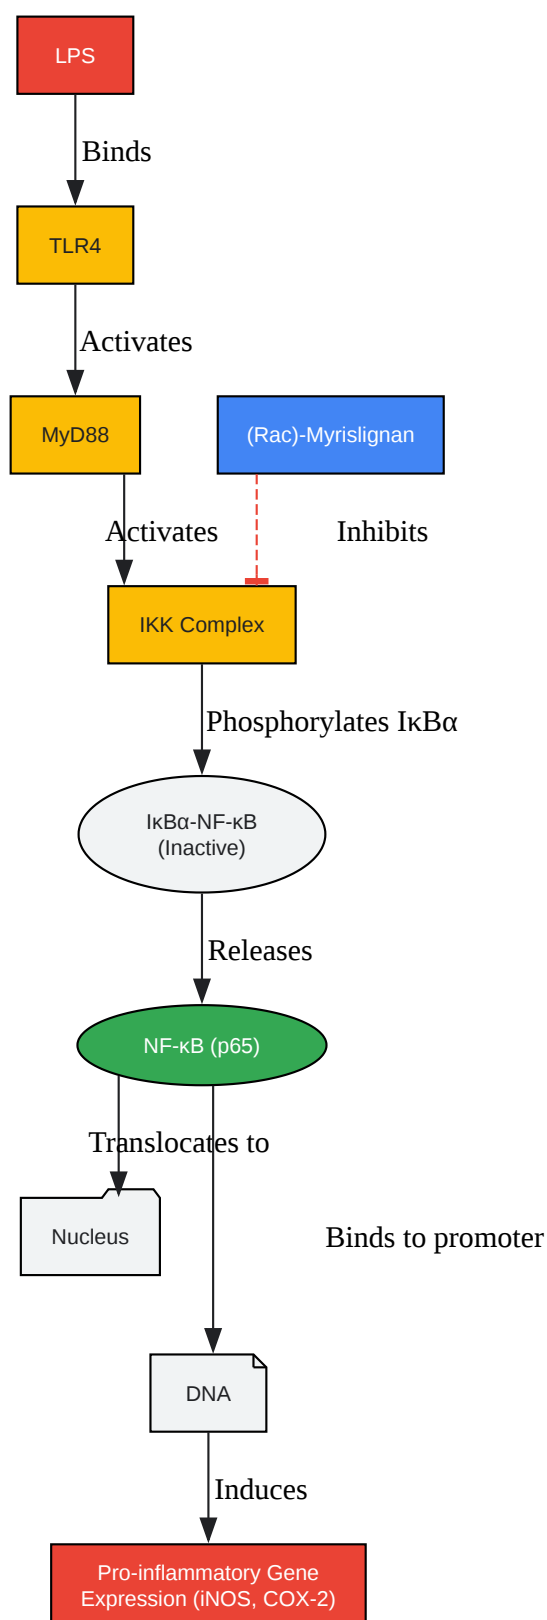 LPS
Binds
TLR4
Activates
MyD88
(Rac)-Myrislignan
Activates
Inhibits
IKK Complex
Phosphorylates IκBα
IκBα-NF-κB
(Inactive)
Releases
NF-κB (p65)
Translocates to
Nucleus
Binds to promoter
DNA
Induces
Pro-inflammatory Gene
Expression (iNOS, COX-2)